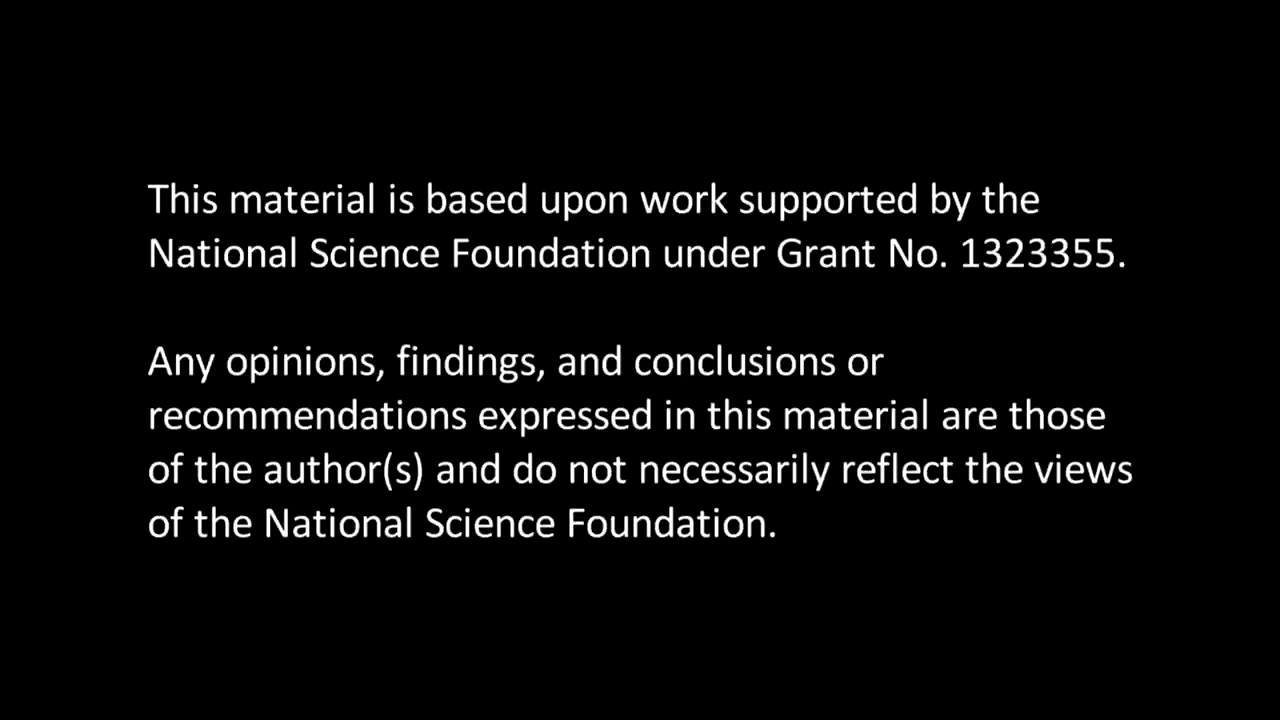 This material is based upon work supported by the
National Science Foundation under Grant No. 1323355.
Any opinions, findings, and conclusions or
recommendations expressed in this material are those
of the author(s) and do not necessarily reflect the views
of the National Science Foundation.